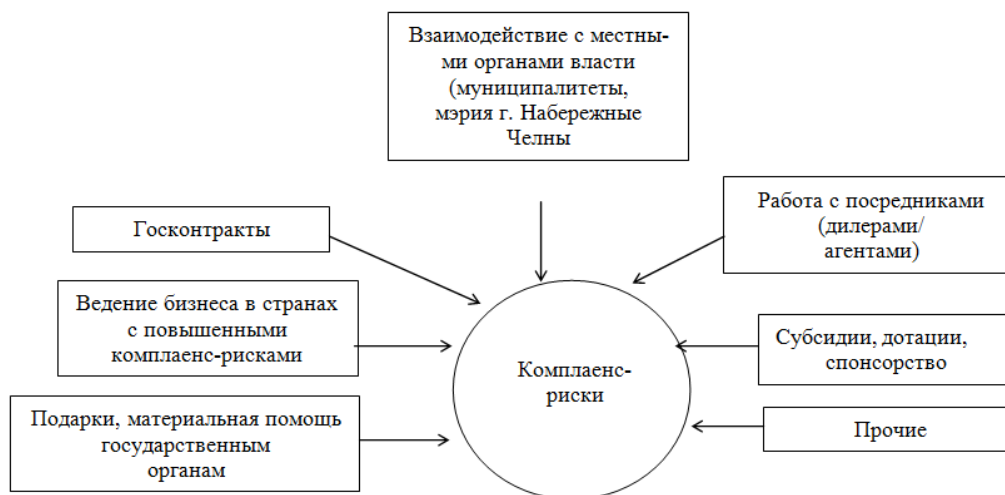 Взаимодействие с местны-
ми органами власти
(муниципалитеты,
мэрия г. Набережные
Челны
Госконтракты
Работа с посредниками
(дилерами/
агентами)
Ведение бизнеса в странах
с повышенными
комплаенс-рисками
Комплаенс-
риски
Субсидии, дотации,
спонсорство
Подарки, материальная помощь
государственным
органам
Прочие